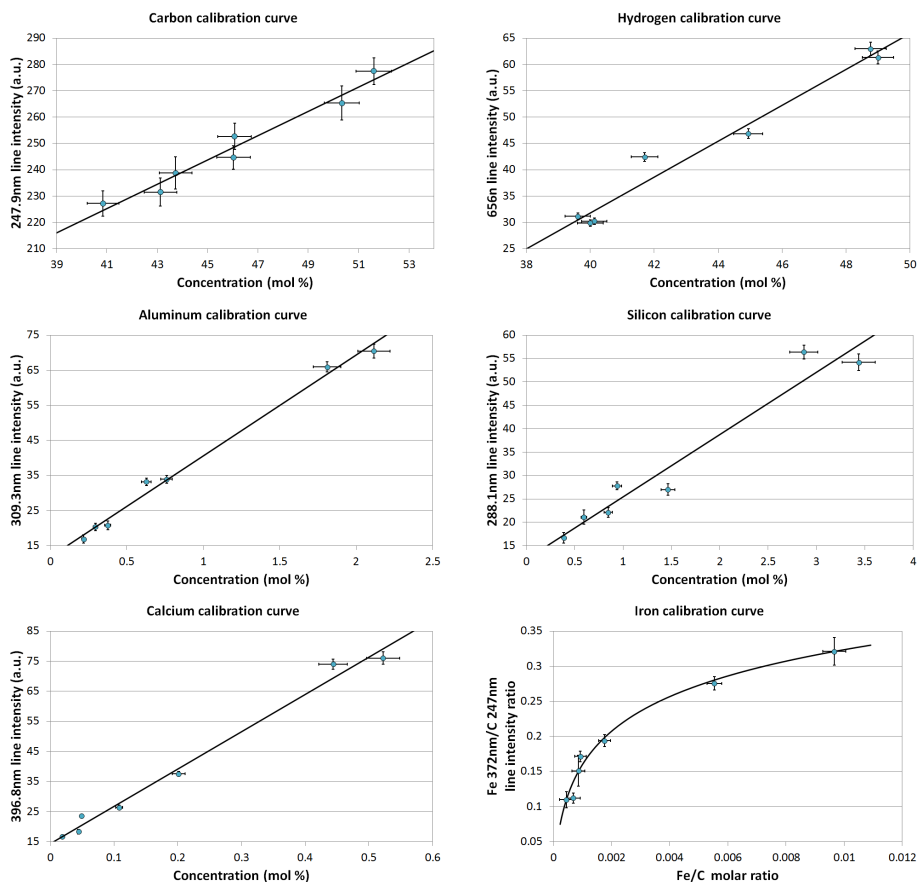 Carbon calibration curve
247.9nm line intensity (a.u.)
290
280
270
260
250
240
230
220
210
39 41 43 45 47 49 51 53
Concentration (mol %)
Hydrogen calibration curve
656n line intensity (a.u.)
65
60
55
50
45
40
35
30
25
38 40 42 44 46 48 50
Concentration (mol %)
Aluminum calibration curve
309.3nm line intensity (a.u.)
75
65
55
45
35
25
15
0 0.5 1 1.5 2 2.5
Concentration (mol %)
Silicon calibration curve
288.1nm line intensity (a.u.)
60
55
50
45
40
35
30
25
20
15
0 0.5 1 1.5 2 2.5 3 3.5 4
Concentration (mol %)
Calcium calibration curve
396.8nm line intensity (a.u.)
85
75
65
55
45
35
25
15
0 0.1 0.2 0.3 0.4 0.5 0.6
Concentration (mol %)
Iron calibration curve
Fe 372nm/C 247nm
line intensity ratio
0.35
0.3
0.25
0.2
0.15
0.1
0.05
0 0.002 0.004 0.006 0.008 0.01 0.012
Fe/C molar ratio